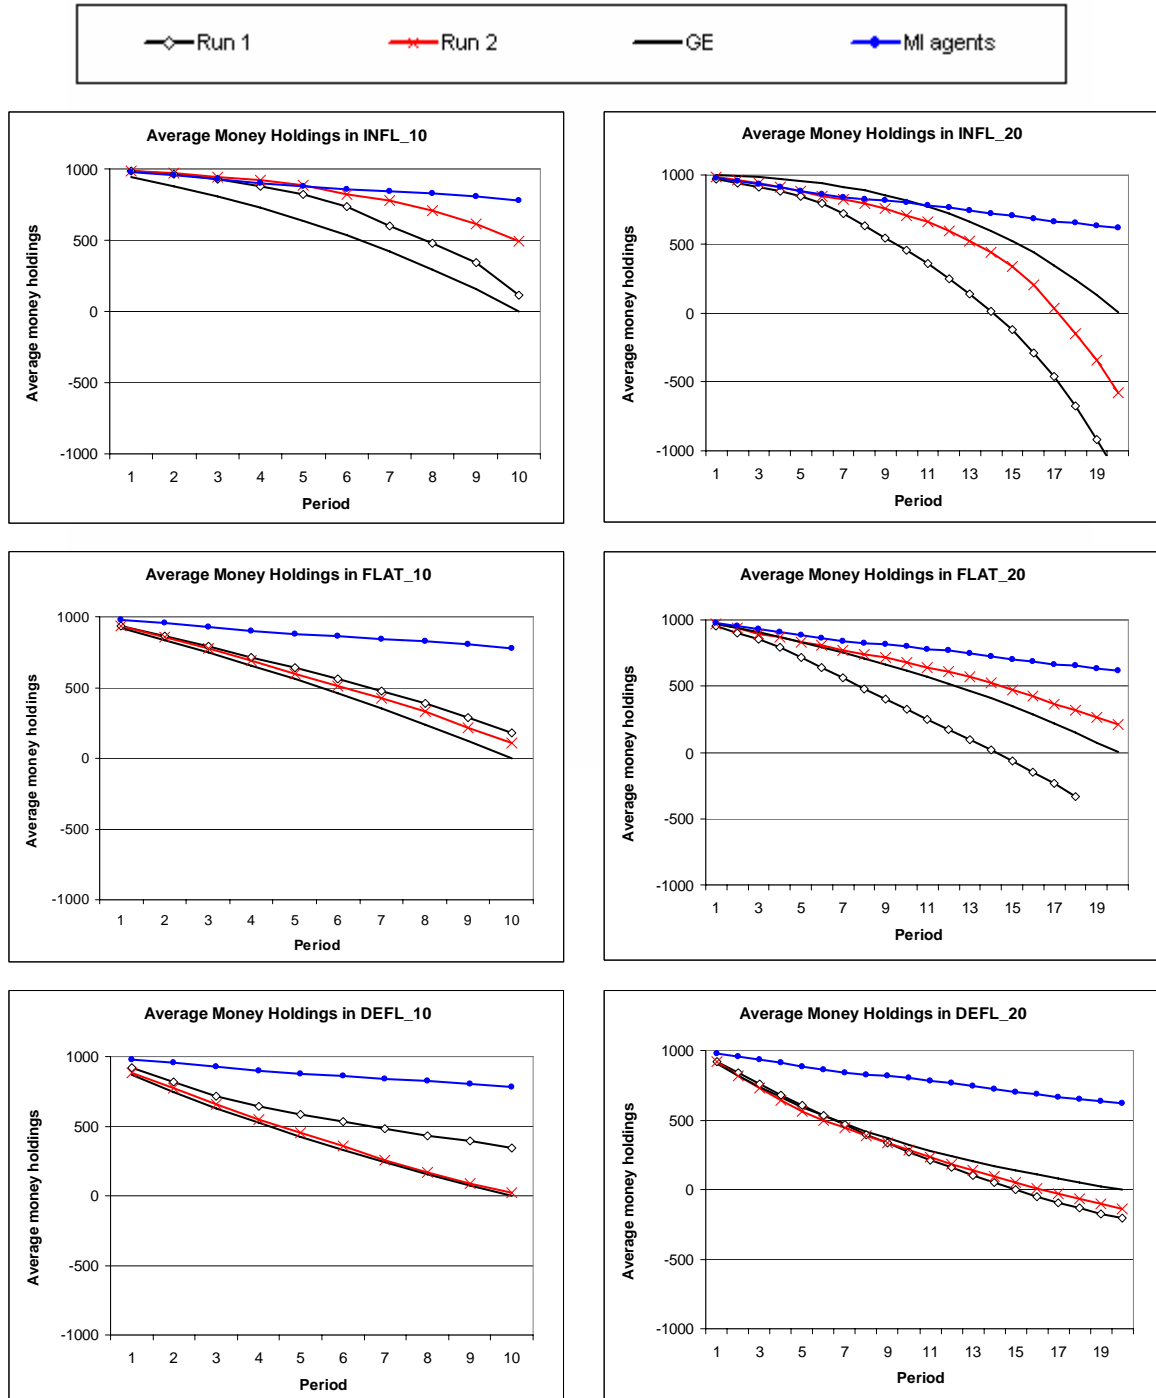 Run 1 Run 2 GE MI agents
Average Money Holdings in INFL_10
Average money holdings
1000
500
0
-500
-1000
1 2 3 4 5 6 7 8 9 10
Period
Average Money Holdings in INFL_20
Average money holdings
1000
500
0
-500
-1000
1 3 5 7 9 11 13 15 17 19
Period
Average Money Holdings in FLAT_10
Average money holdings
1000
500
0
-500
-1000
1 2 3 4 5 6 7 8 9 10
Period
Average Money Holdings in FLAT_20
Average money holdings
1000
500
0
-500
-1000
1 3 5 7 9 11 13 15 17 19
Period
Average Money Holdings in DEFL_10
Average money holdings
1000
500
0
-500
-1000
1 2 3 4 5 6 7 8 9 10
Period
Average Money Holdings in DEFL_20
Average money holdings
1000
500
0
-500
-1000
1 3 5 7 9 11 13 15 17 19
Period